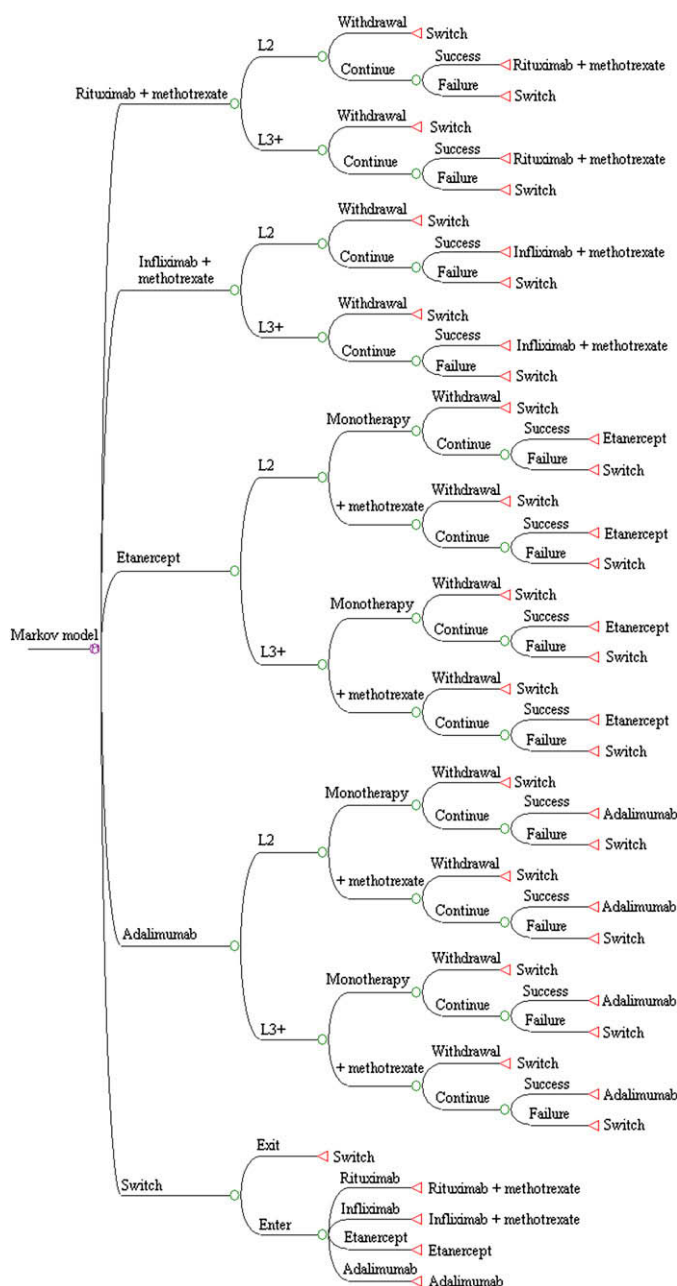 Withdrawal
Switch
L2
Success
Continue
Rituximab + methotrexate
Failure
Switch
Rituximab + methotrexate
Withdrawal
Switch
L3+
Success
Continue
Rituximab + methotrexate
Failure
Switch
Withdrawal
Switch
L2
Success
Continue
Infliximab + methotrexate
Failure
Switch
Infliximab +
methotrexate
Withdrawal
Switch
L3+
Success
Continue
Infliximab + methotrexate
Failure
Switch
Withdrawal
Switch
Monotherapy
Success
Continue
Etanercept
Failure
Switch
L2
Withdrawal
Switch
+ methotrexate
Success
Continue
Etanercept
Failure
Switch
Etanercept
Withdrawal
Switch
Monotherapy
Success
Continue
Etanercept
Failure
Switch
Markov model
L3+
Withdrawal
Switch
+ methotrexate
Success
Continue
Etanercept
Failure
Switch
Withdrawal
Switch
Monotherapy
Success
Continue
Adalimumab
Failure
Switch
L2
Withdrawal
Switch
+ methotrexate
Success
Continue
Adalimumab
Failure
Switch
Adalimumab
Withdrawal
Switch
Monotherapy
Success
Continue
Adalimumab
Failure
Switch
L3+
Withdrawal
Switch
+ methotrexate
Success
Continue
Adalimumab
Failure
Switch
Exit
Switch
Switch
Rituximab
Rituximab + methotrexate
Infliximab
Infliximab + methotrexate
Enter
Etanercept
Etanercept
Adalimumab
Adalimumab